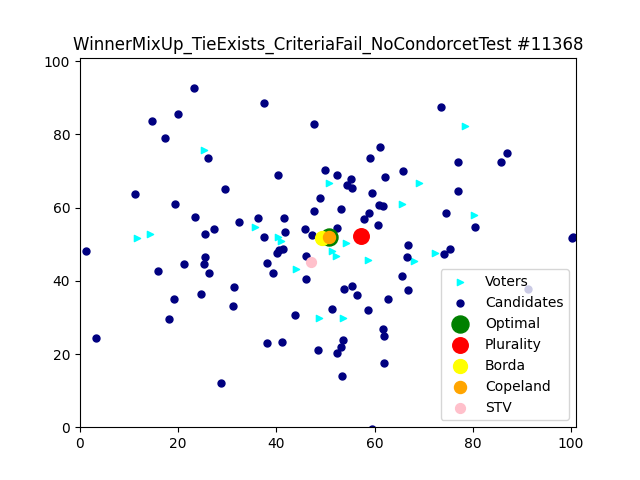 WinnerMixUp_TieExists_CriteriaFail_NoCondorcetTest #11368
100
80
60
40
20
0
0 20 40 60 80 100
Voters
Candidates
Optimal
Plurality
Borda
Copeland
STV